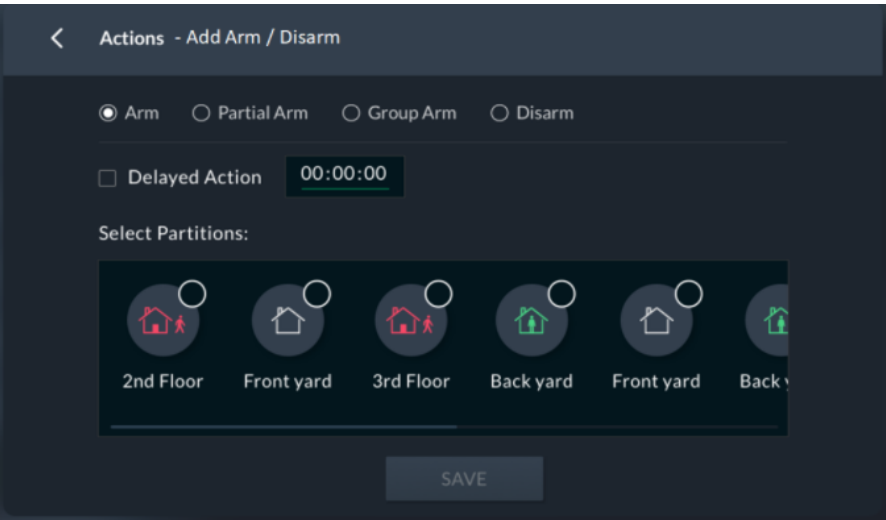 Actions - Add Arm / Disarm
Arm Partial Arm Group Arm Disarm
Delayed Action 00:00:00
Select Partitions:
2nd Floor Front yard 3rd Floor Back yard Front yard Back
SAVE